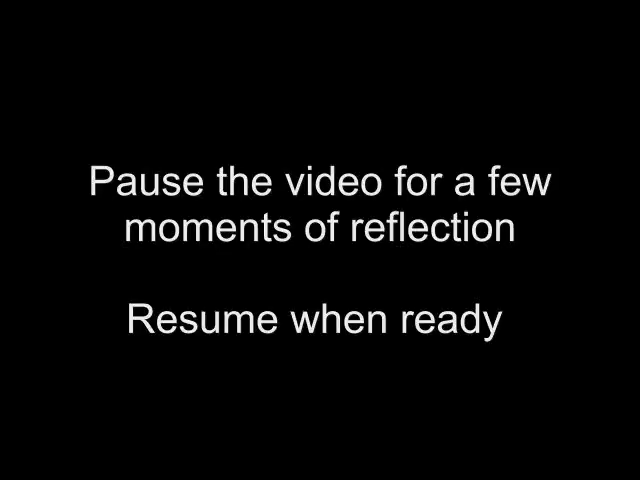 Pause the video for a few
moments of reflection
Resume when ready